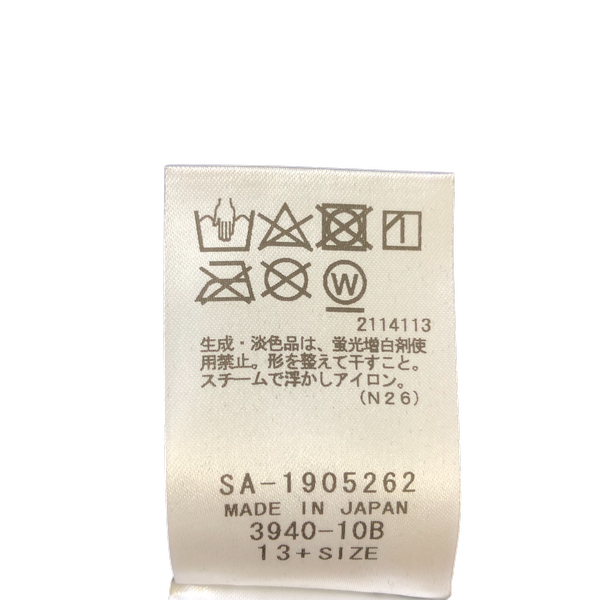 W
2114113
生成・淡色品は、蛍光増白剤使
用禁止。形を整えて干すこと。
スチームで浮かしアイロン。
(N26)
SA-1905262
MADE IN JAPAN
3940-10B
13+SIZE